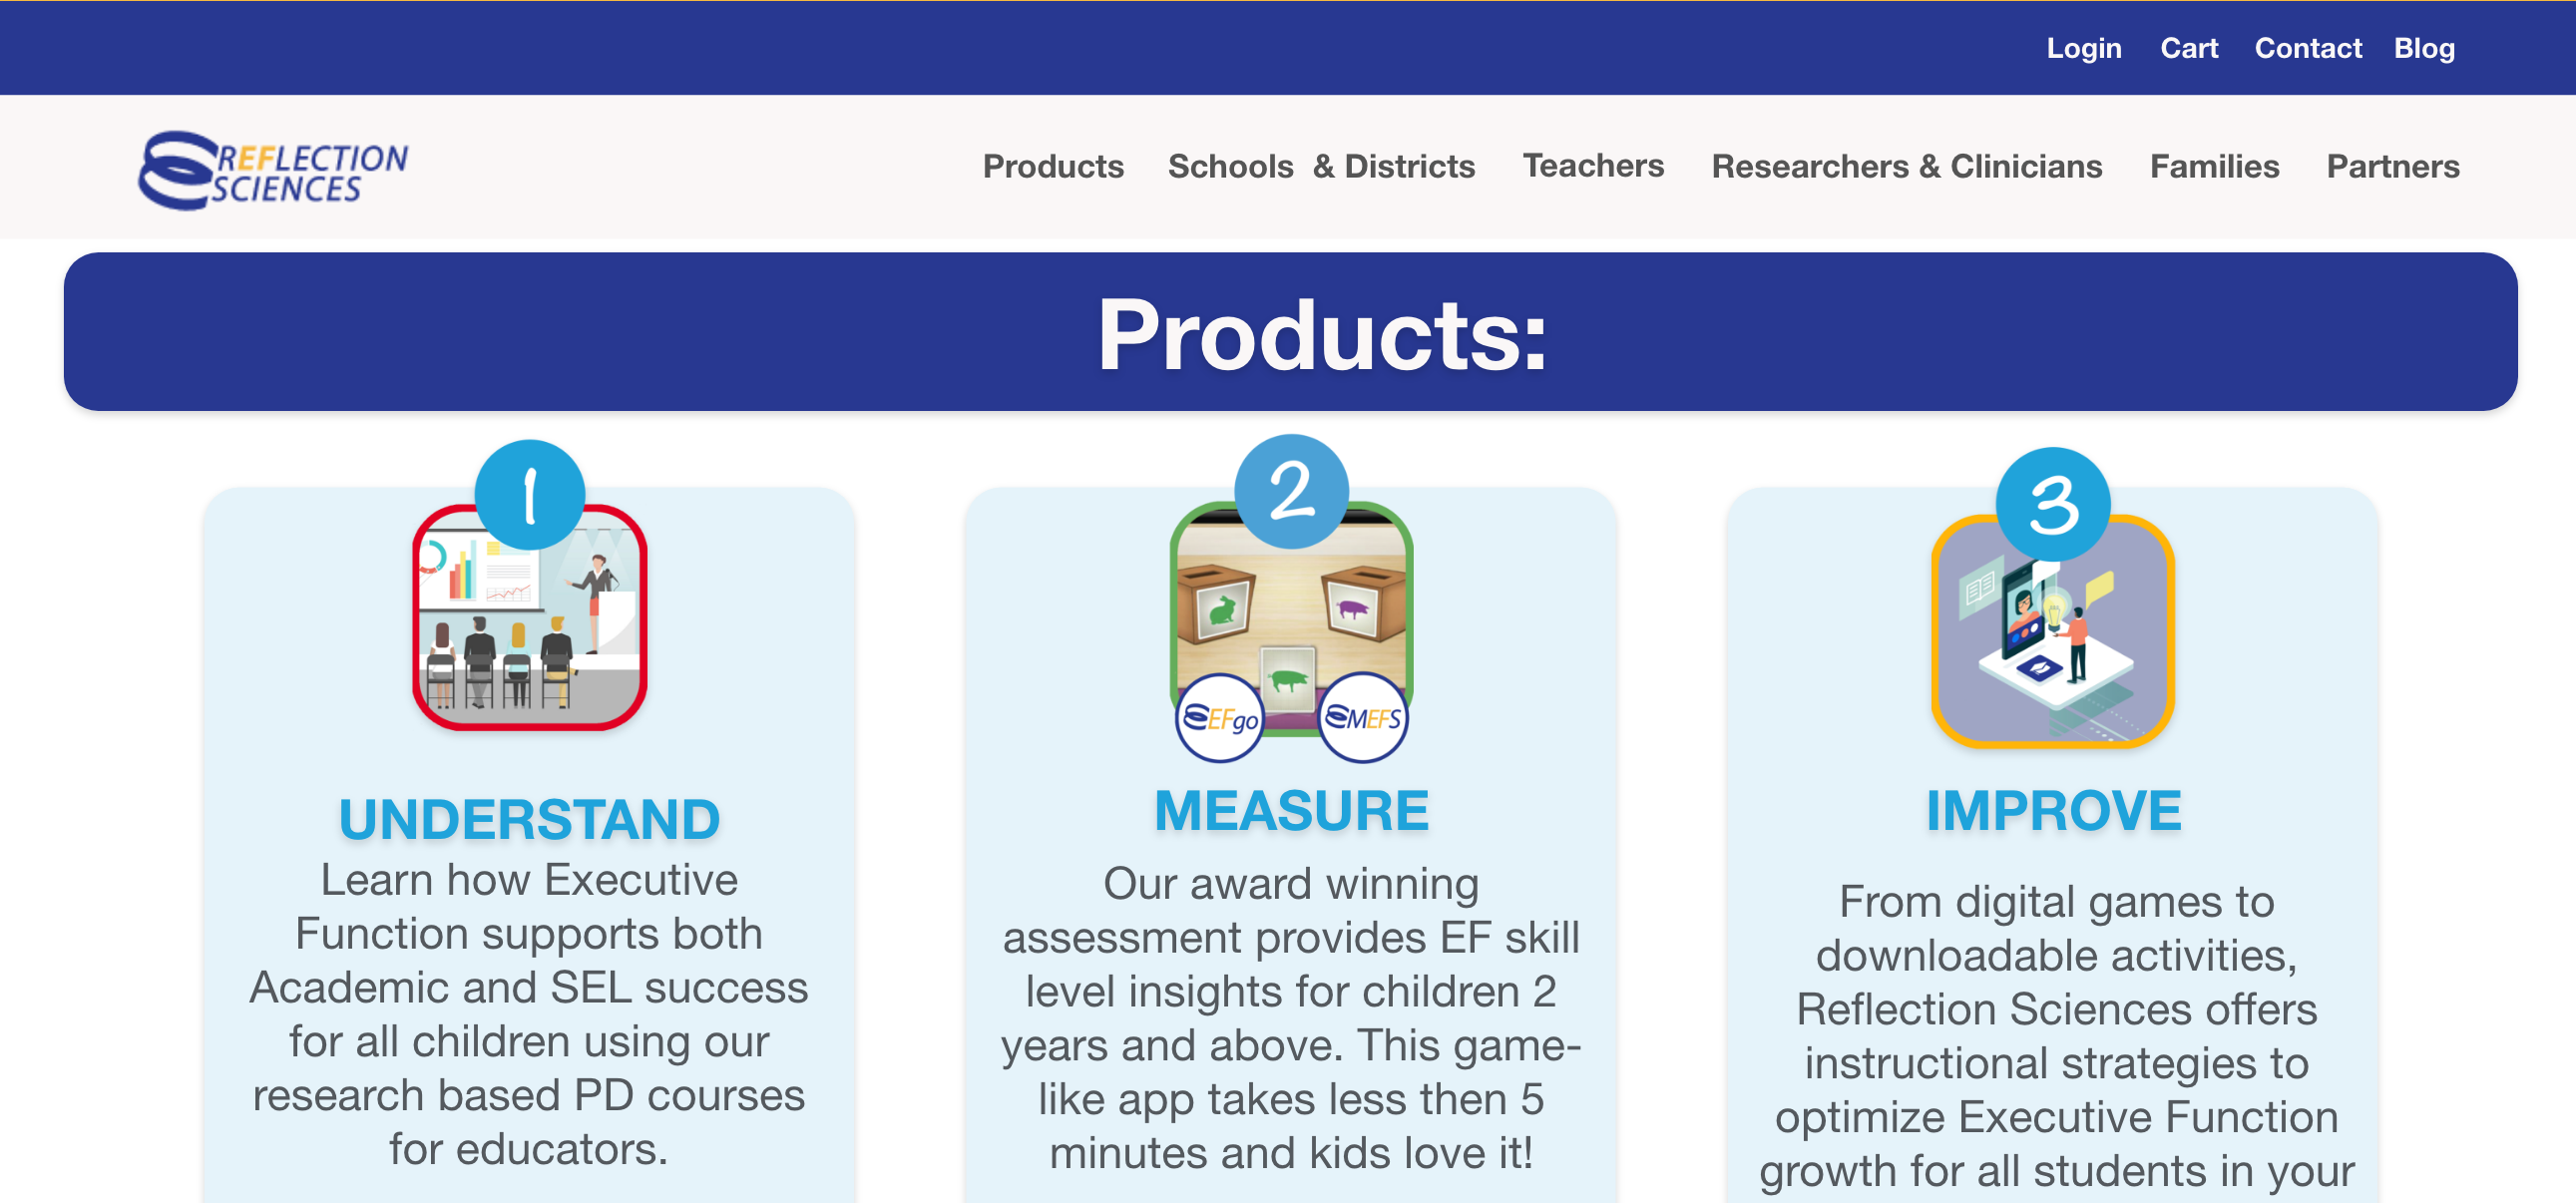 Login Cart Contact Blog
REFLECTION
SCIENCES
Products Schools & Districts Teachers Researchers & Clinicians Families Partners
Products:
1
UNDERSTAND
Learn how Executive
Function supports both
Academic and SEL success
for all children using our
research based PD courses
for educators.
2
EFgo
MEFS
MEASURE
Our award winning
assessment provides EF skill
level insights for children 2
years and above. This game-
like app takes less then 5
minutes and kids love it!
3
IMPROVE
From digital games to
downloadable activities,
Reflection Sciences offers
instructional strategies to
optimize Executive Function
growth for all students in your